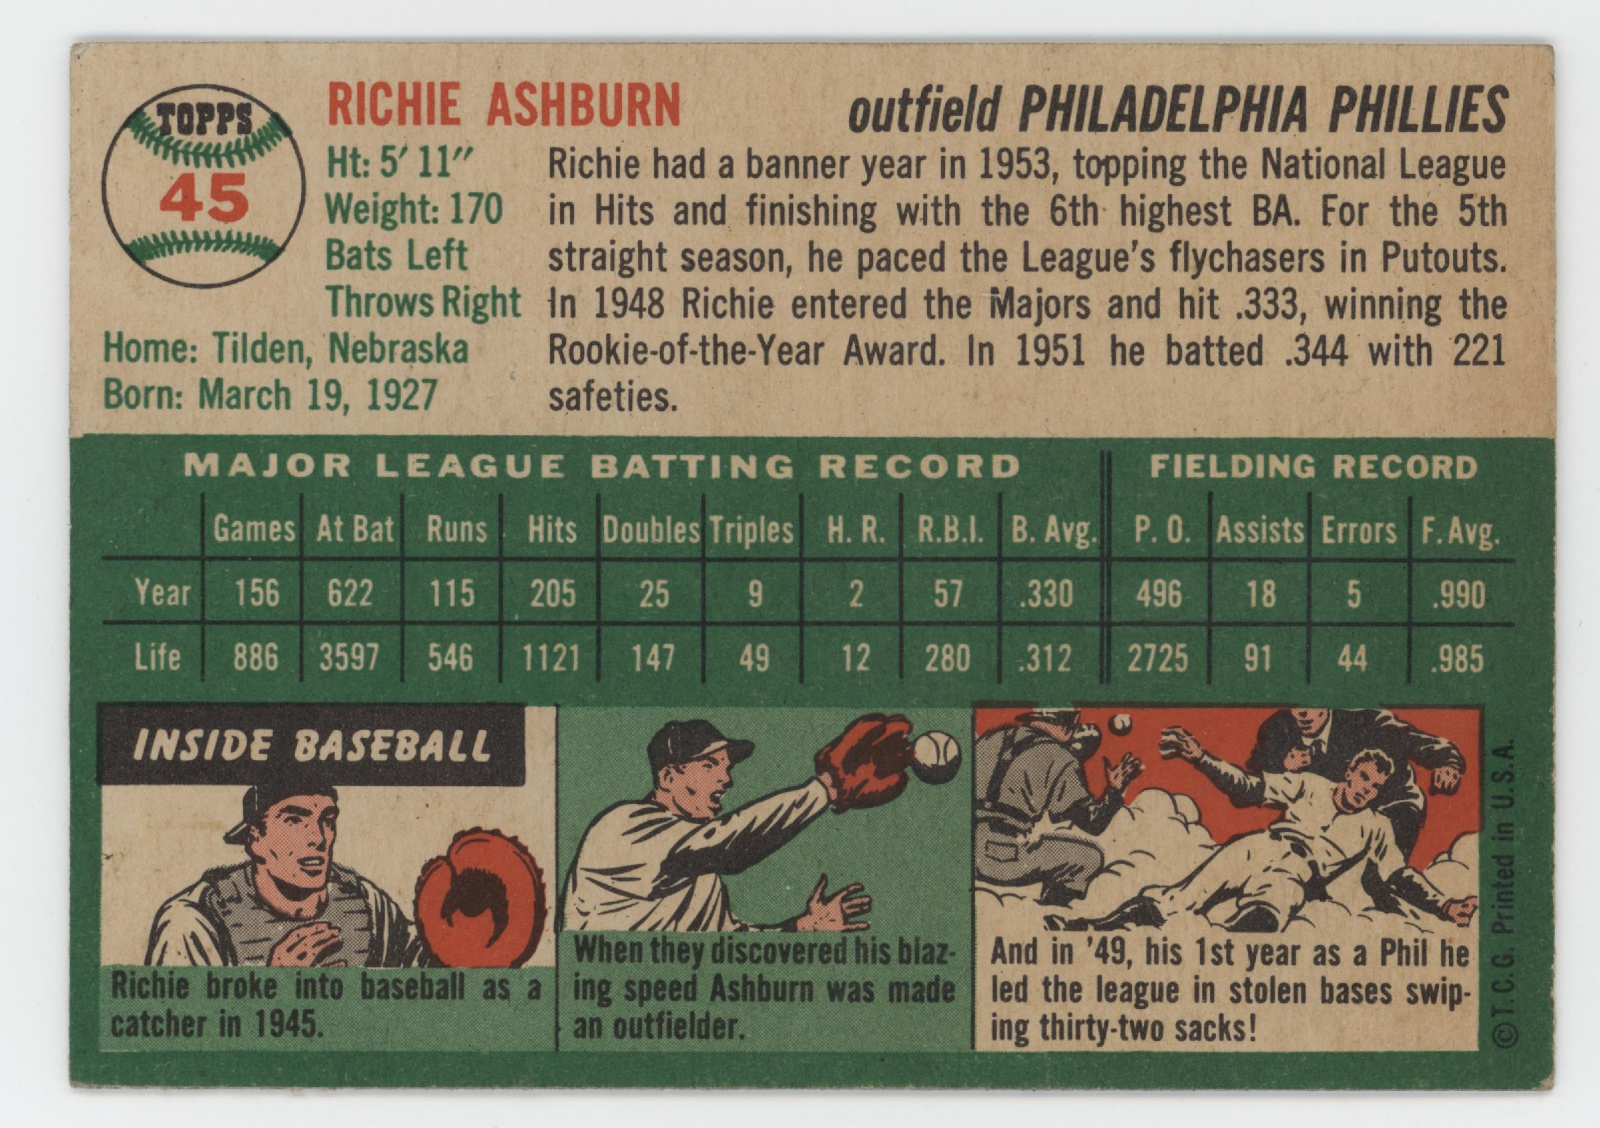 TOPPS
45
RICHIE ASHBURN
outfield PHILADELPHIA PHILLIES
Ht: 5′ 11″
Weight: 170
Bats Left
Throws Right
Home: Tilden, Nebraska
Born: March 19, 1927
Richie had a banner year in 1953, topping the National League
in Hits and finishing with the 6th highest BA. For the 5th
straight season, he paced the League's flychasers in Putouts.
In 1948 Richie entered the Majors and hit .333, winning the
Rookie-of-the-Year Award. In 1951 he batted .344 with 221
safeties.
MAJOR LEAGUE BATTING RECORD FIELDING RECORD
Games At Bat Runs Hits Doubles Triples H. R. R.B.I. B. Avg. P. O. Assists Errors F. Avg.
Year 156 622 115 205 25 9 2 57 .330 496 18 5 .990
Life 886 3597 546 1121 147 49 12 280 .312 2725 91 44 .985
INSIDE BASEBALL
Richie broke into baseball as a
catcher in 1945.
When they discovered his blaz-
ing speed Ashburn was made
an outfielder.
And in '49, his 1st year as a Phil he
led the league in stolen bases swip-
ing thirty-two sacks!
© T. C. G. Printed in U. S. A.